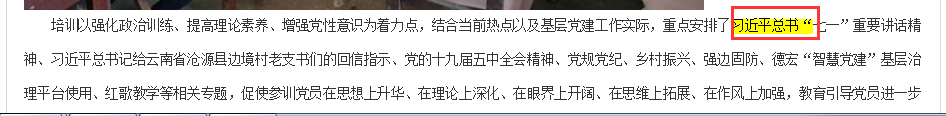 培训以强化政治训练、提高理论素养、增强党性意识为着力点，结合当前热点以及基层党建工作实际，重点安排了习近平总书“七一”重要讲话精
神、习近平总书记给云南省沧源县边境村老支书们的回信指示、党的十九届五中全会精神、党规党纪、乡村振兴、强边固防、德宏“智慧党建”基层治
理平台使用、红歌教学等相关专题，促使参训党员在思想上升华、在理论上深化、在眼界上开阔、在思维上拓展、在作风上加强，教育引导党员进一步